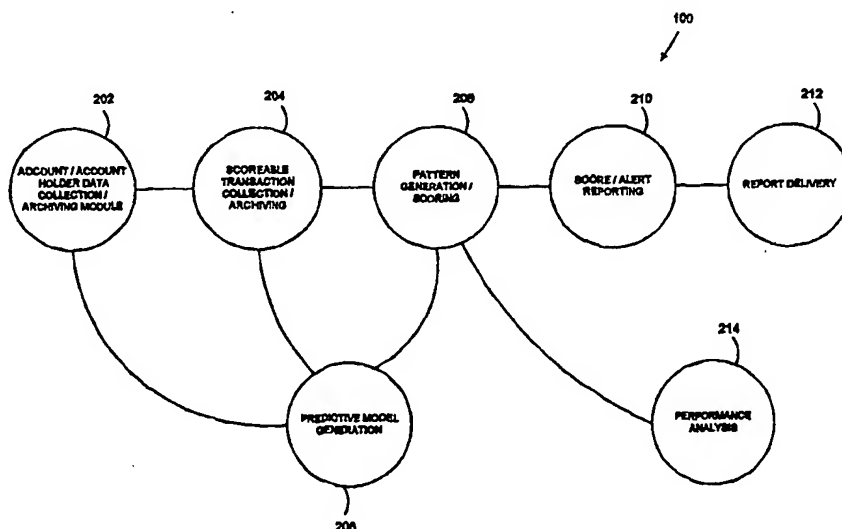 100
202
204
208
210
212
ACCOUNT / ACCOUNT
HOLDER DATA
COLLECTION /
ARCHIVING MODULE
SCOREABLE
TRANSACTION
COLLECTION /
ARCHIVING
PATTERN
GENERATION /
SCORING
SCORE / ALERT
REPORTING
REPORT DELIVERY
214
PREDICTIVE MODEL
GENERATION
PERFORMANCE
ANALYSIS
206